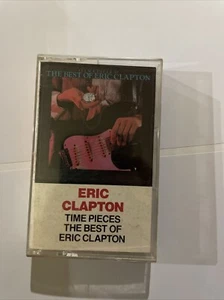 THE BEST OF ERIC CLAPTON
ERIC
CLAPTON
TIME PIECES
THE BEST OF
ERIC CLAPTON